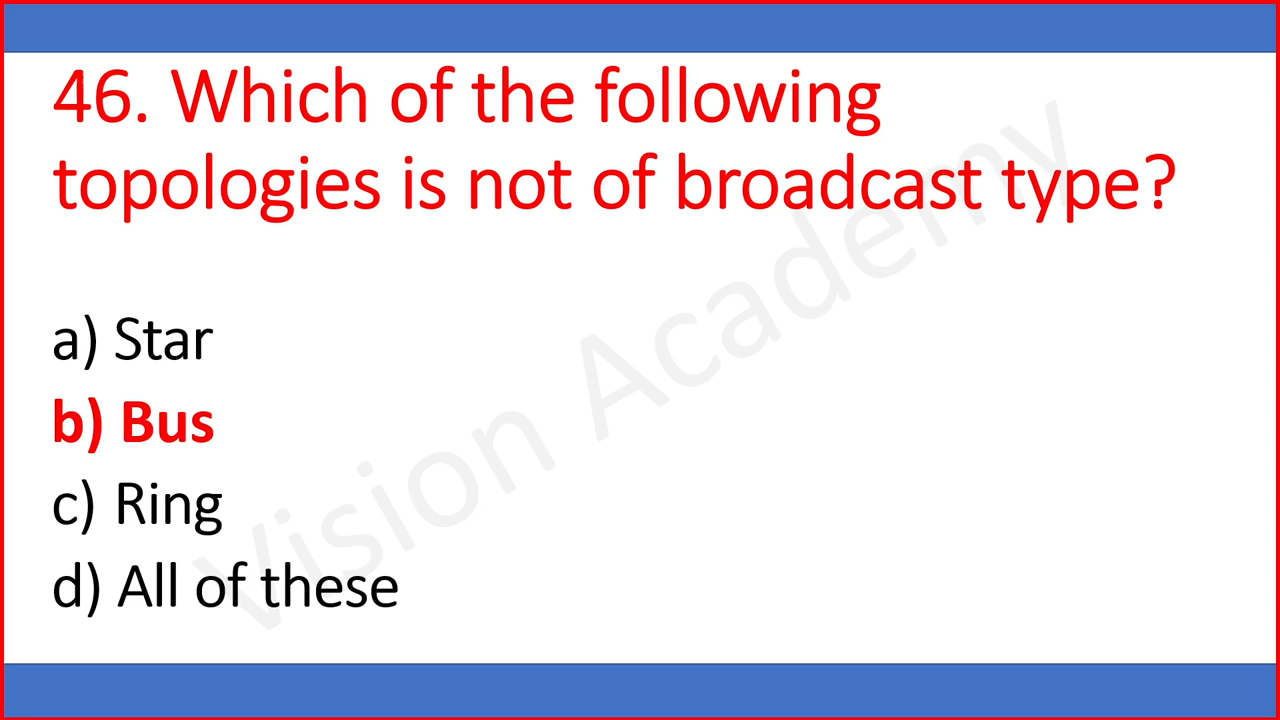 46. Which of the following
topologies is not of broadcast type?
a) Star
b) Bus
c) Ring
d) All of these
Vision Academy